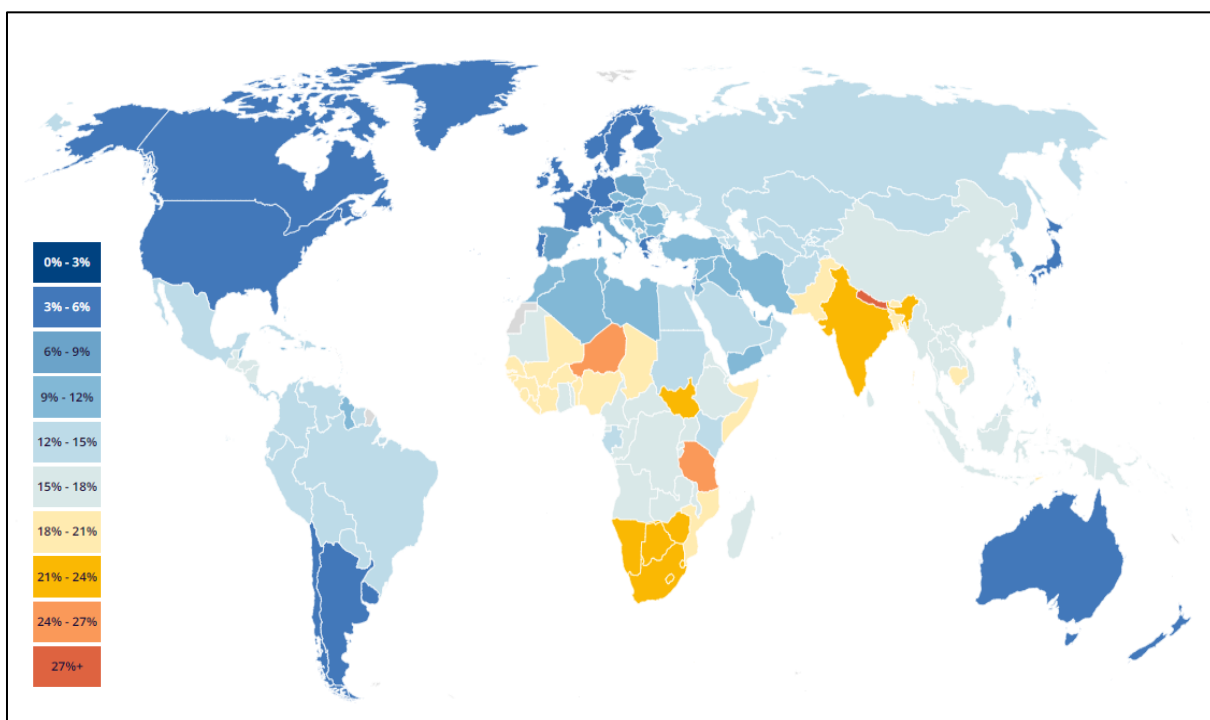 0% - 3%
3% - 6%
6% - 9%
9% - 12%
12% - 15%
15% - 18%
18% - 21%
21% - 24%
24% - 27%
27%+